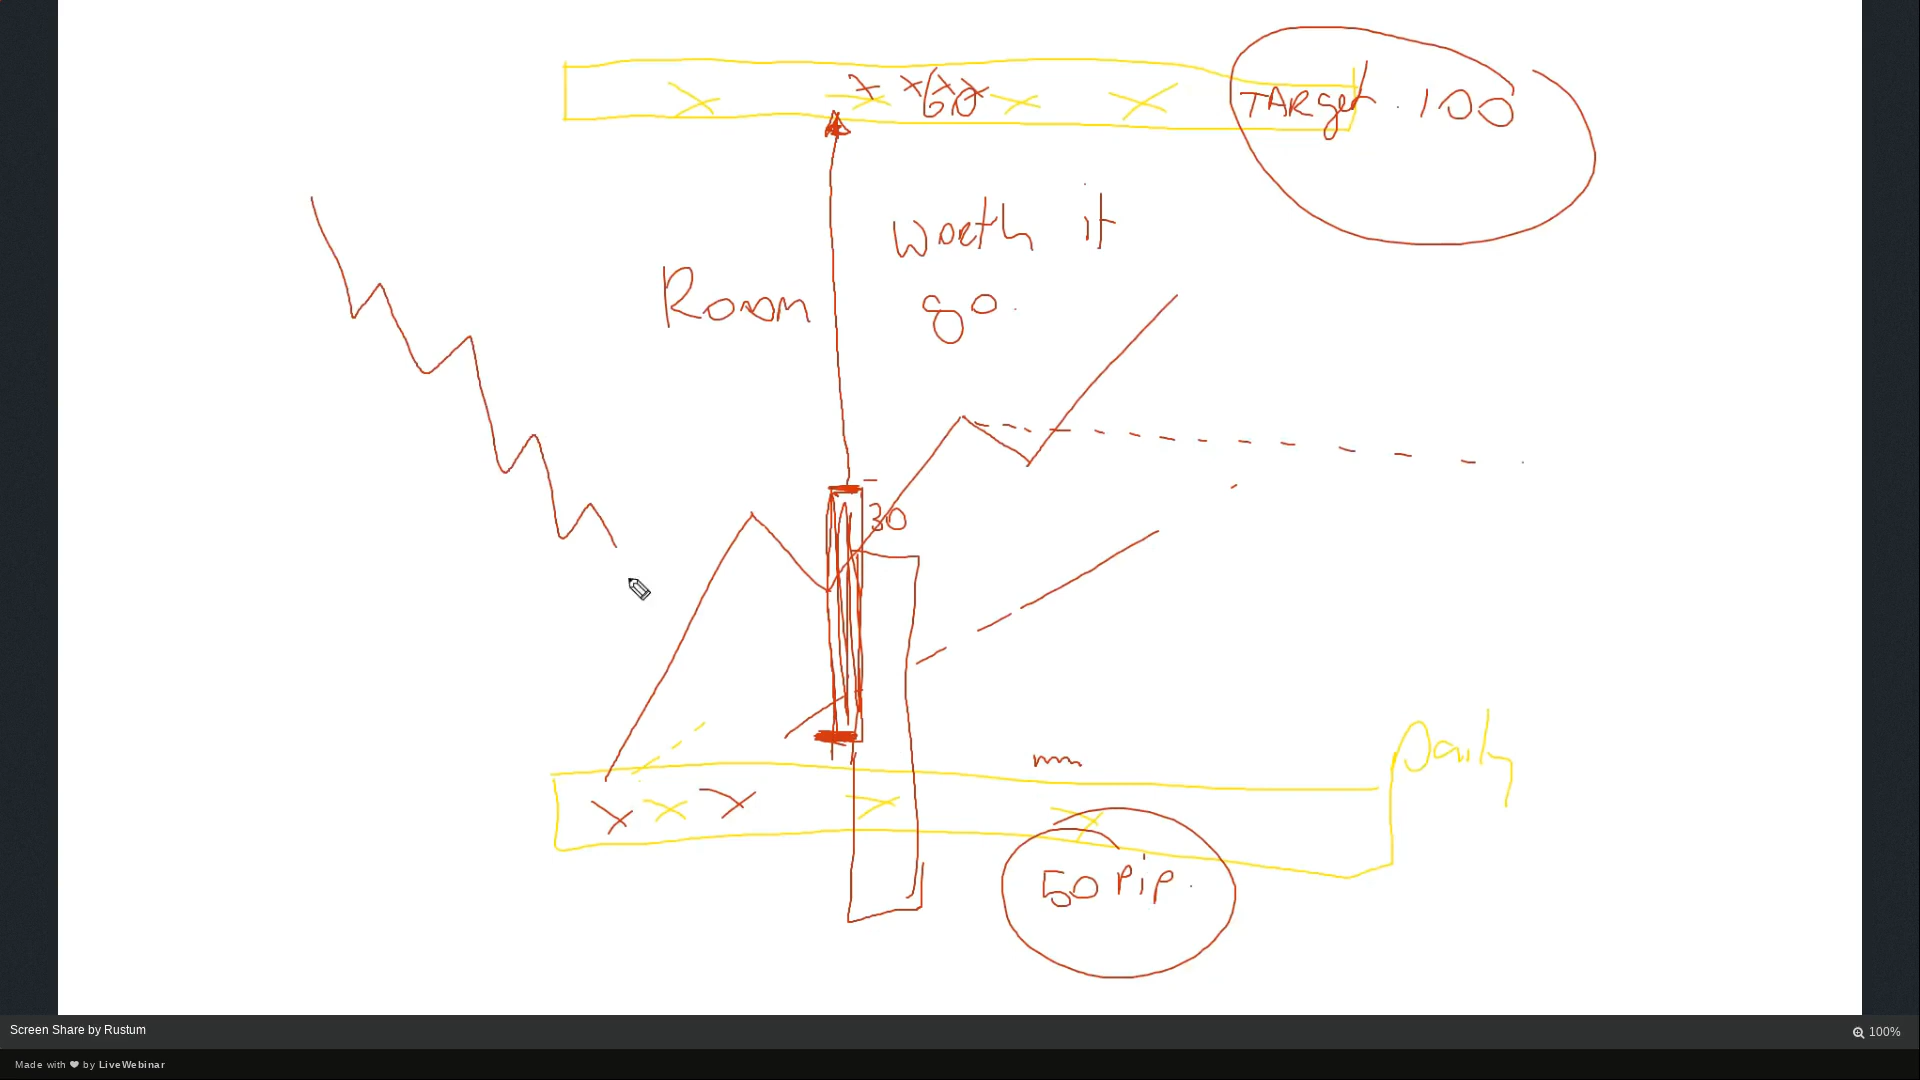 60
TARget 100
worth it
Room
go
30
Daily
50 PiP
Screen Share by Rustum
100%
Made with ❤ by LiveWebinar